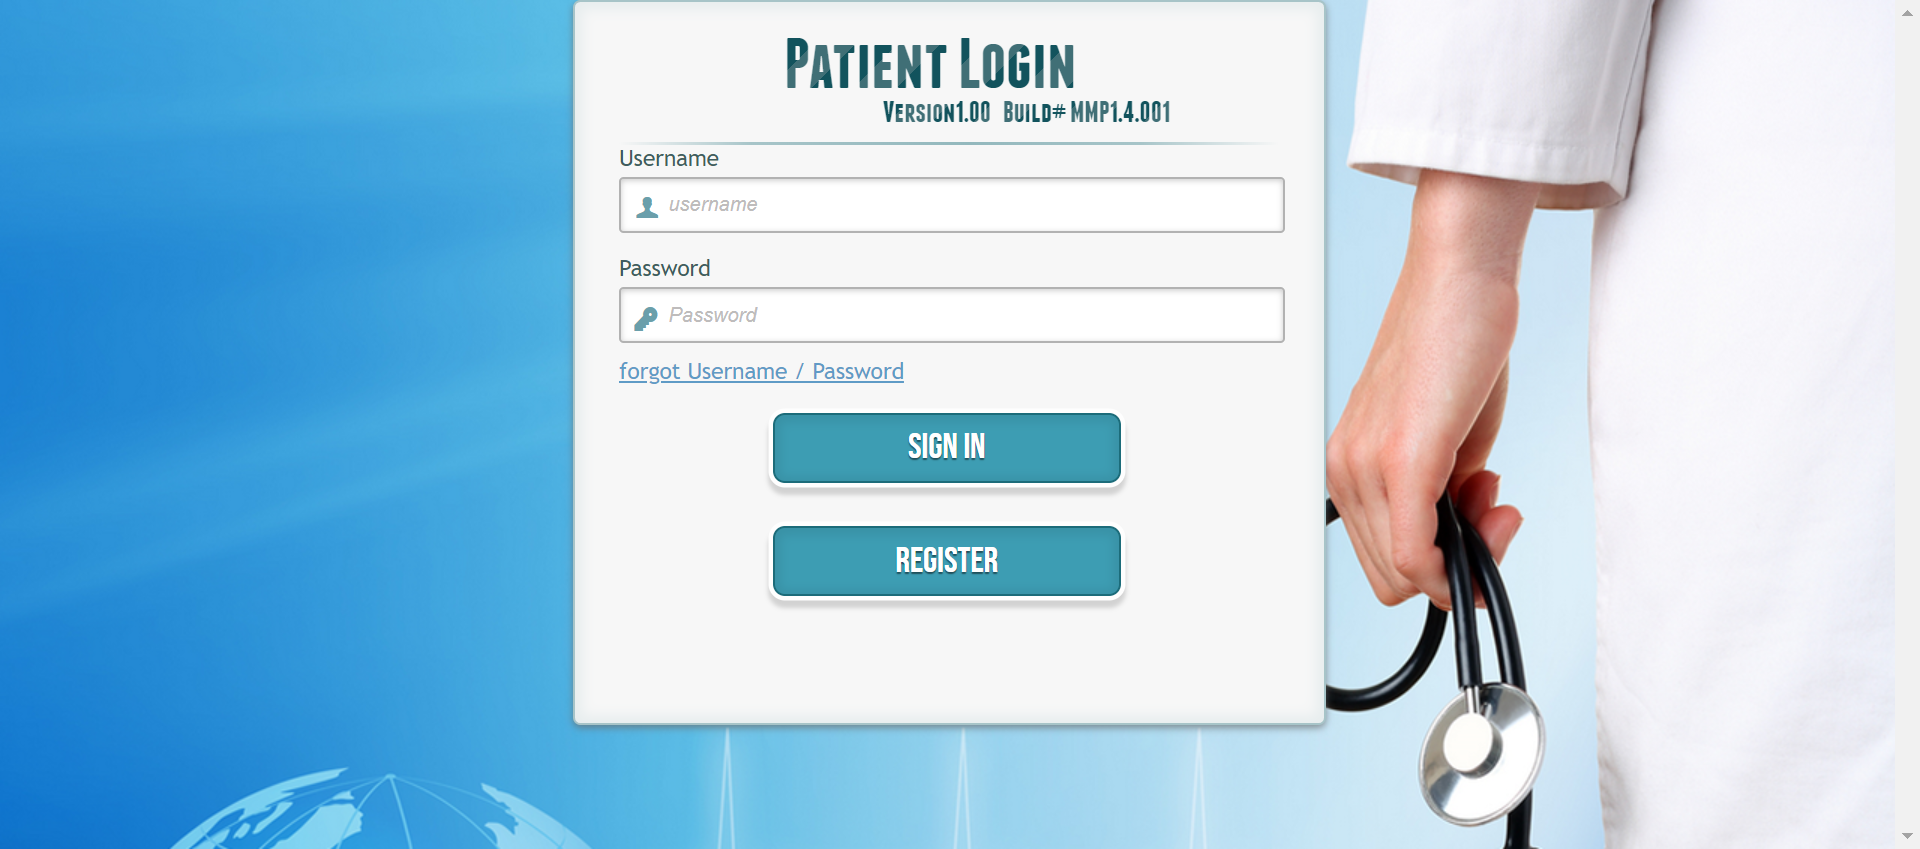 Patient Login
Version1.00 Build# MMP1.4.001
Username
username
Password
Password
forgot Username / Password
SIGN IN
REGISTER